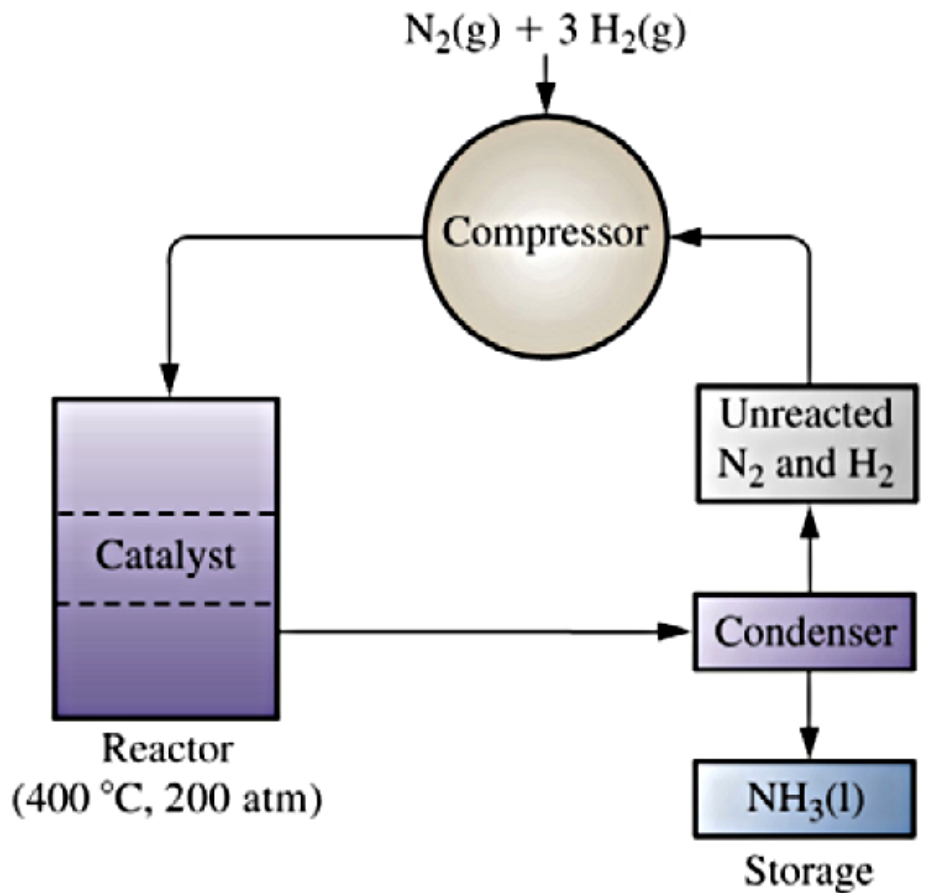 N₂(g) + 3 H₂(g)
Compressor
Unreacted
N₂ and H₂
Catalyst
Condenser
Reactor
(400 °C, 200 atm)
NH₃(l)
Storage